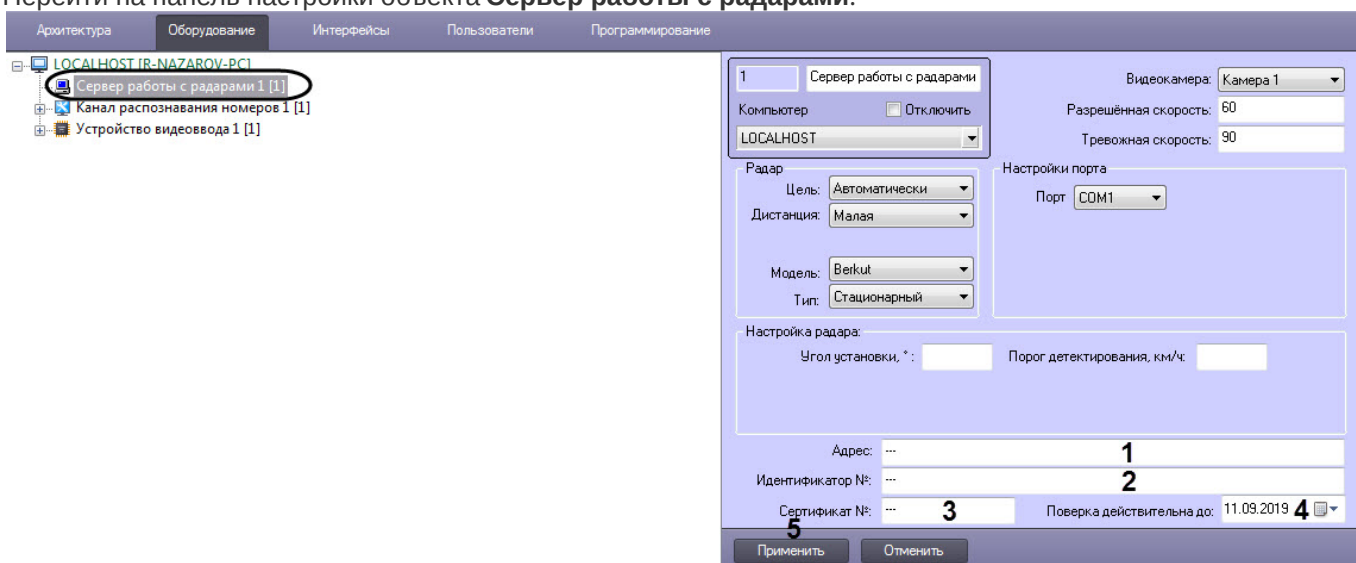 Перейти на панель настройки объекта Сервер работы с радарами.
Архитектура Оборудование Интерфейсы Пользователи Программирование
LOCALHOST [R-NAZAROV-PC]
Сервер работы с радарами 1 [1]
Канал распознавания номеров 1 [1]
Устройство видеоввода 1 [1]
1 Сервер работы с радарами
Компьютер Отключить
LOCALHOST
Видеокамера: Камера 1
Разрешённая скорость: 60
Тревожная скорость: 90
Радар
Цель: Автоматически
Дистанция: Малая
Модель: Berkut
Тип: Стационарный
Настройки порта
Порт COM1
Настройка радара:
Угол установки, ° : Порог детектирования, км/ч:
Адрес: --- 1
Идентификатор №: --- 2
Сертификат №: --- 3 Поверка действительна до: 11.09.2019 4
5
Применить Отменить